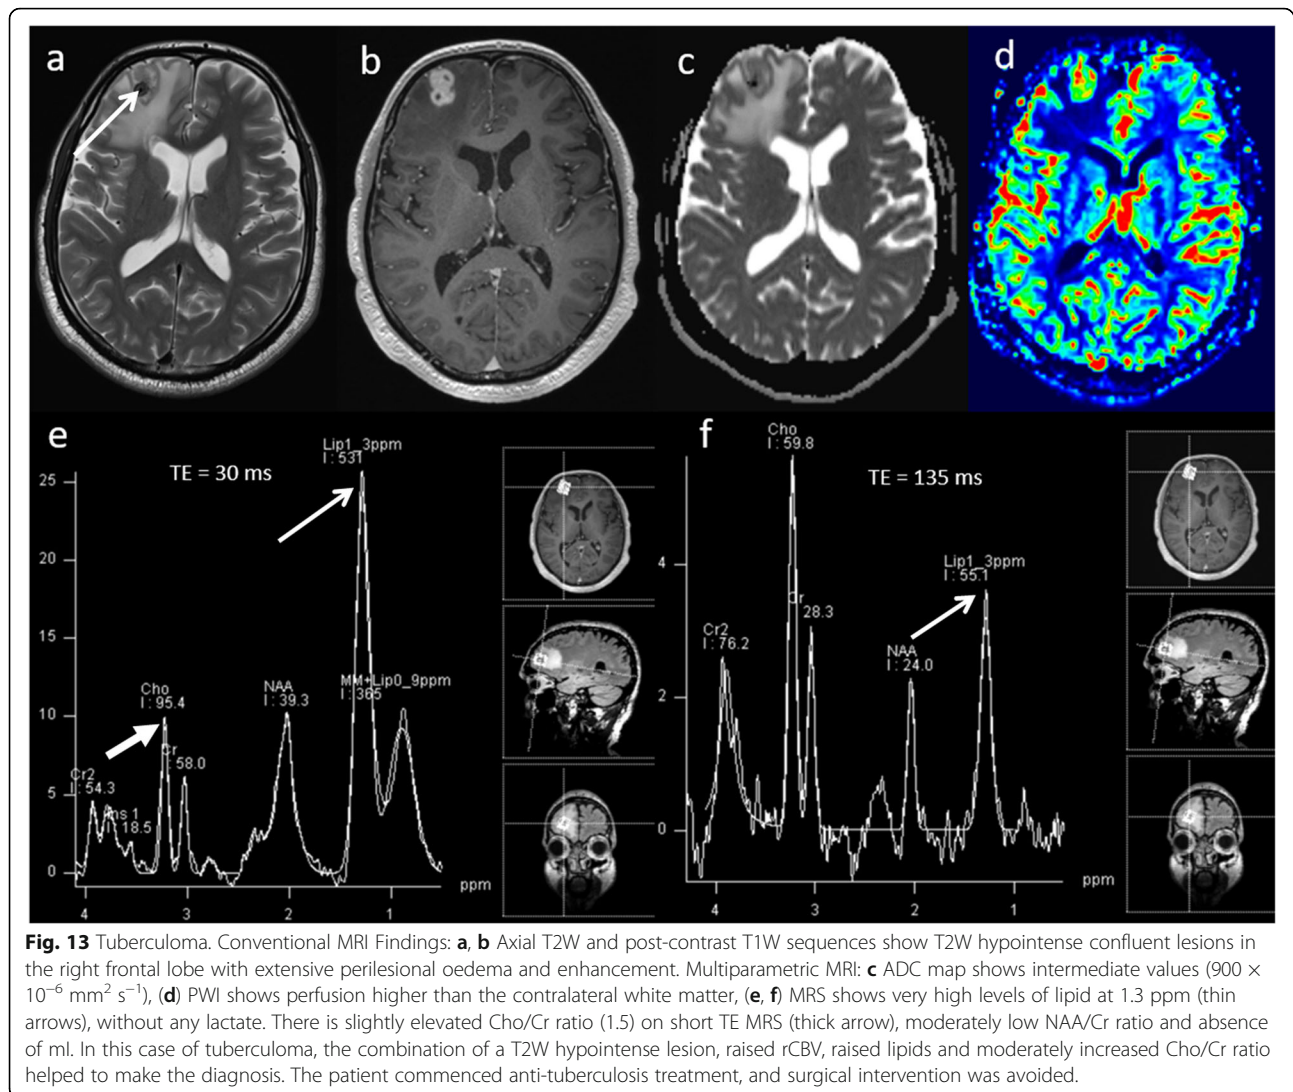 a
b
c
d
e
TE = 30 ms
Lip1_3ppm
I : 531
25
20
15
10
5
0
Cho
I : 95.4
Cr
: 58.0
Cr2
I : 54.3
Ins 1
I : 18.5
NAA
I : 39.3
MM+Lip0_9ppm
I : 365
4 3 2 1
ppm
f
TE = 135 ms
Cho
I : 59.8
Cr
28.3
Cr2
I : 76.2
NAA
I : 24.0
Lip1_3ppm
I : 55.1
4
2
0
4 3 2 1
ppm
Fig. 13 Tuberculoma. Conventional MRI Findings: a, b Axial T2W and post-contrast T1W sequences show T2W hypointense confluent lesions in
the right frontal lobe with extensive perilesional oedema and enhancement. Multiparametric MRI: c ADC map shows intermediate values (900 ×
10⁻⁶ mm² s⁻¹), (d) PWI shows perfusion higher than the contralateral white matter, (e, f) MRS shows very high levels of lipid at 1.3 ppm (thin
arrows), without any lactate. There is slightly elevated Cho/Cr ratio (1.5) on short TE MRS (thick arrow), moderately low NAA/Cr ratio and absence
of mI. In this case of tuberculoma, the combination of a T2W hypointense lesion, raised rCBV, raised lipids and moderately increased Cho/Cr ratio
helped to make the diagnosis. The patient commenced anti-tuberculosis treatment, and surgical intervention was avoided.